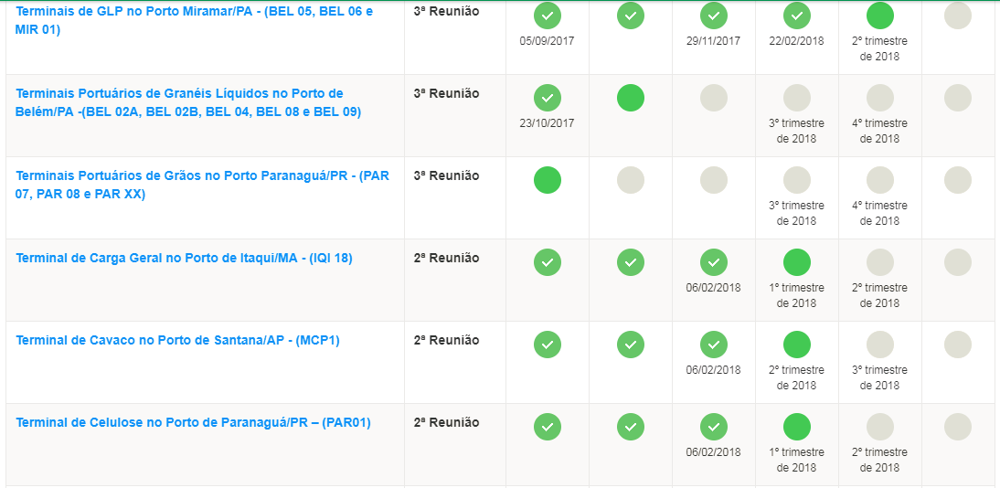 Terminais de GLP no Porto Miramar/PA - (BEL 05, BEL 06 e
MIR 01)
3ª Reunião
05/09/2017
29/11/2017
22/02/2018
2º trimestre
de 2018
Terminais Portuários de Granéis Líquidos no Porto de
Belém/PA -(BEL 02A, BEL 02B, BEL 04, BEL 08 e BEL 09)
3ª Reunião
23/10/2017
3º trimestre
de 2018
4º trimestre
de 2018
Terminais Portuários de Grãos no Porto Paranaguá/PR - (PAR
07, PAR 08 e PAR XX)
3ª Reunião
3º trimestre
de 2018
4º trimestre
de 2018
Terminal de Carga Geral no Porto de Itaqui/MA - (IQI 18)
2ª Reunião
06/02/2018
1º trimestre
de 2018
2º trimestre
de 2018
Terminal de Cavaco no Porto de Santana/AP - (MCP1)
2ª Reunião
06/02/2018
2º trimestre
de 2018
3º trimestre
de 2018
Terminal de Celulose no Porto de Paranaguá/PR – (PAR01)
2ª Reunião
06/02/2018
1º trimestre
de 2018
2º trimestre
de 2018